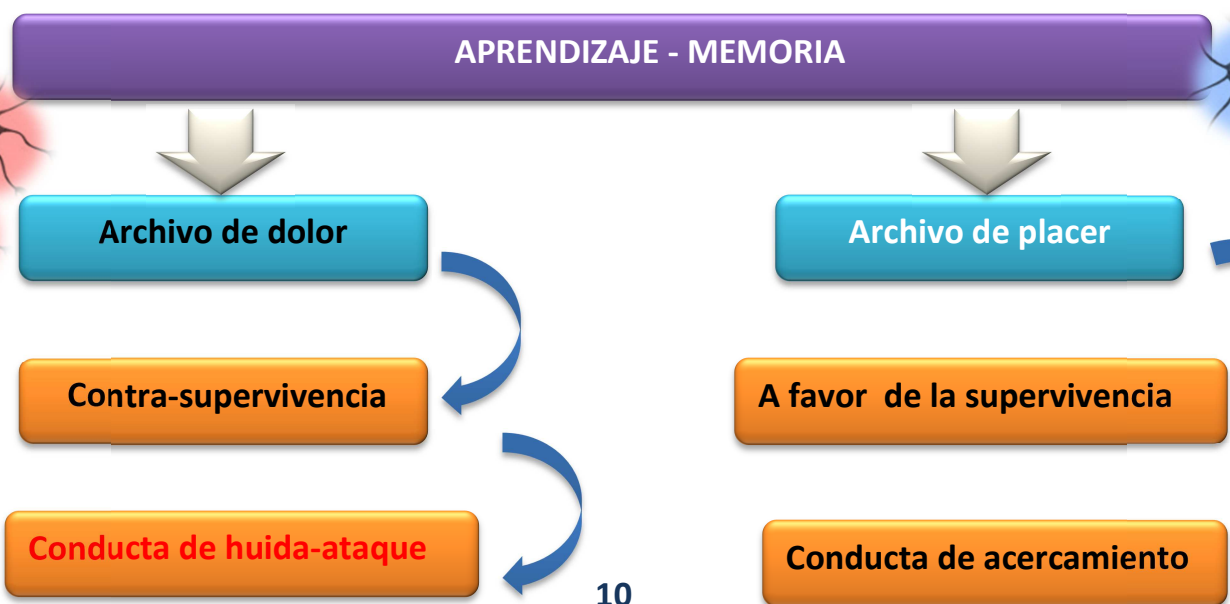 APRENDIZAJE - MEMORIA
Archivo de dolor
Archivo de placer
Contra-supervivencia
A favor de la supervivencia
Conducta de huida-ataque
Conducta de acercamiento
10